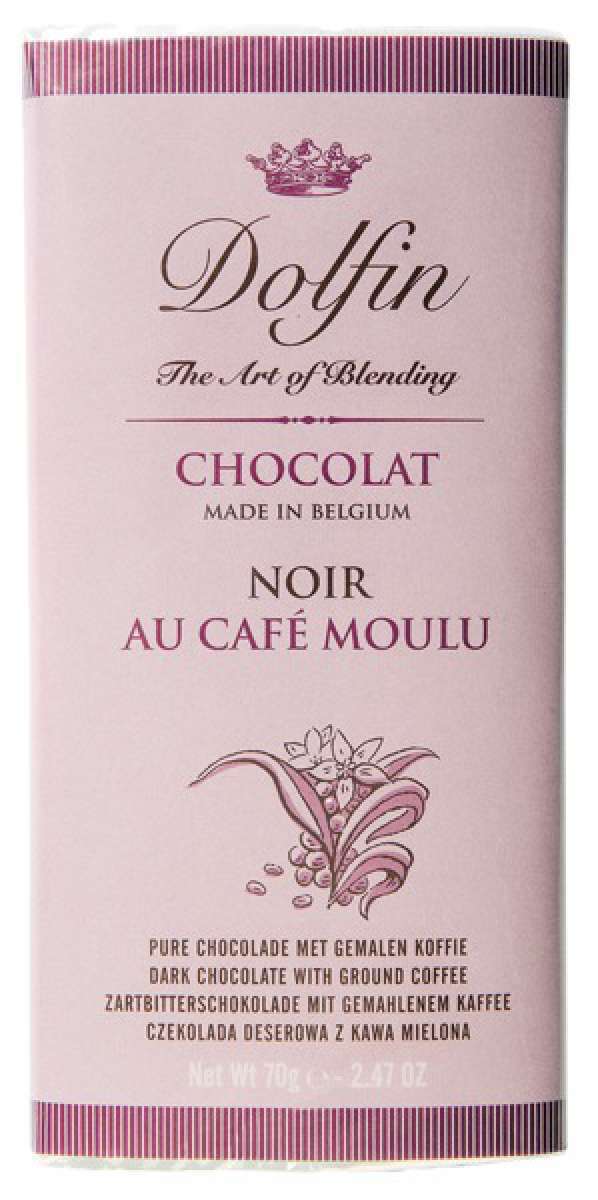 Dolfin
The Art of Blending
CHOCOLAT
MADE IN BELGIUM
NOIR
AU CAFÉ MOULU
PURE CHOCOLADE MET GEMALEN KOFFIE
DARK CHOCOLATE WITH GROUND COFFEE
ZARTBITTERSCHOKOLADE MIT GEMAHLENEM KAFFEE
CZEKOLADA DESEROWA Z KAWA MIELONA
Net Wt 70g ℮ - 2.47 OZ